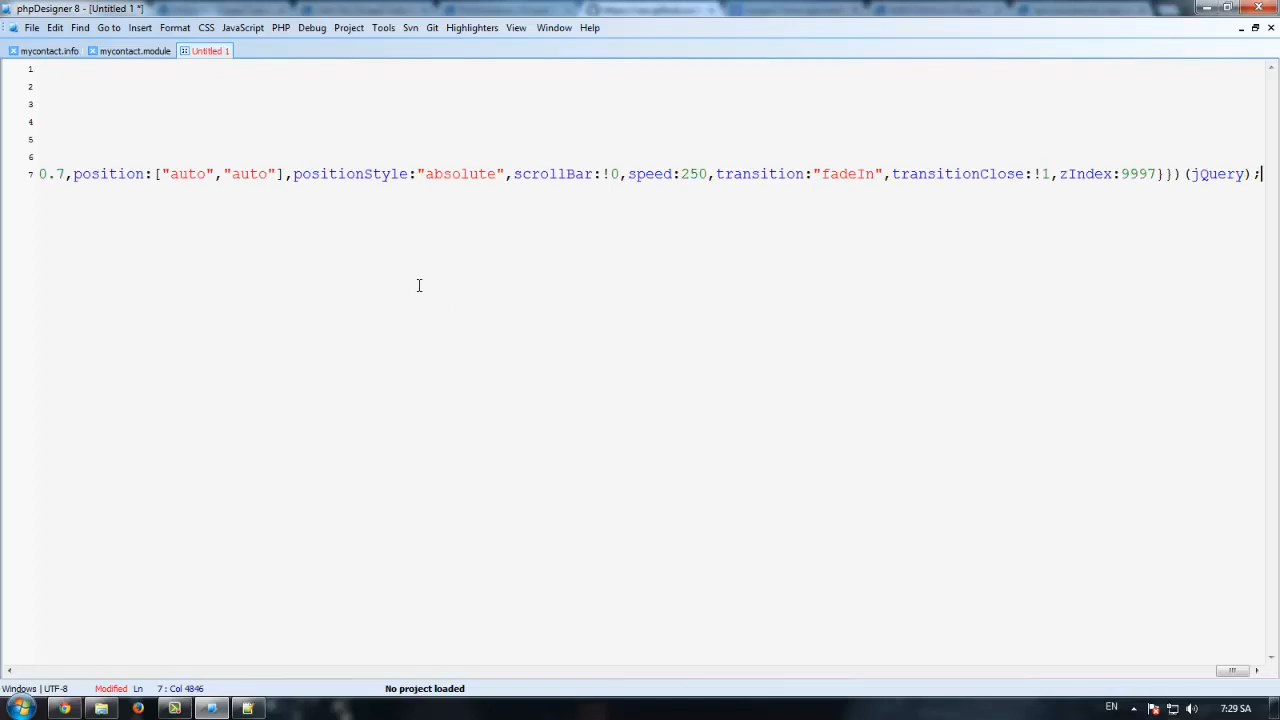 phpDesigner 8 - [Untitled 1 *]
File Edit Find Go to Insert Format CSS JavaScript PHP Debug Project Tools Svn Git Highlighters View Window Help
mycontact.info mycontact.module Untitled 1
1
2
3
4
5
6
7 0.7,position:["auto","auto"],positionStyle:"absolute",scrollBar:!0,speed:250,transition:"fadeIn",transitionClose:!1,zIndex:9997}})(jQuery);
Windows | UTF-8 Modified Ln 7 : Col 4846 No project loaded
EN 7:29 SA